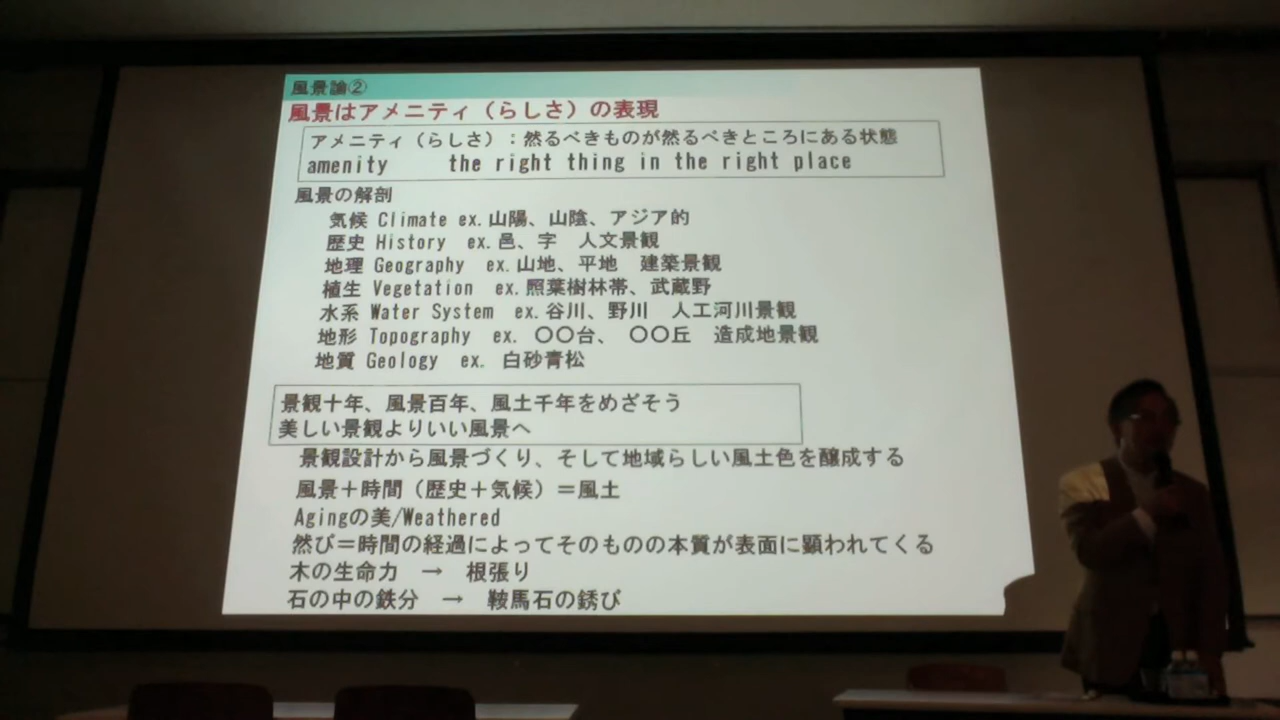 風景論②
風景はアメニティ（らしさ）の表現
アメニティ（らしさ）：然るべきものが然るべきところにある状態
amenity the right thing in the right place
風景の解剖
気候 Climate ex.山陽、山陰、アジア的
歴史 History ex.邑、字 人文景観
地理 Geography ex.山地、平地 建築景観
植生 Vegetation ex.照葉樹林帯、武蔵野
水系 Water System ex.谷川、野川 人工河川景観
地形 Topography ex. 〇〇台、 〇〇丘 造成地景観
地質 Geology ex. 白砂青松
景観十年、風景百年、風土千年をめざそう
美しい景観よりいい風景へ
景観設計から風景づくり、そして地域らしい風土色を醸成する
風景＋時間（歴史＋気候）＝風土
Agingの美/Weathered
然び＝時間の経過によってそのものの本質が表面に顕われてくる
木の生命力 → 根張り
石の中の鉄分 → 鞍馬石の錆び